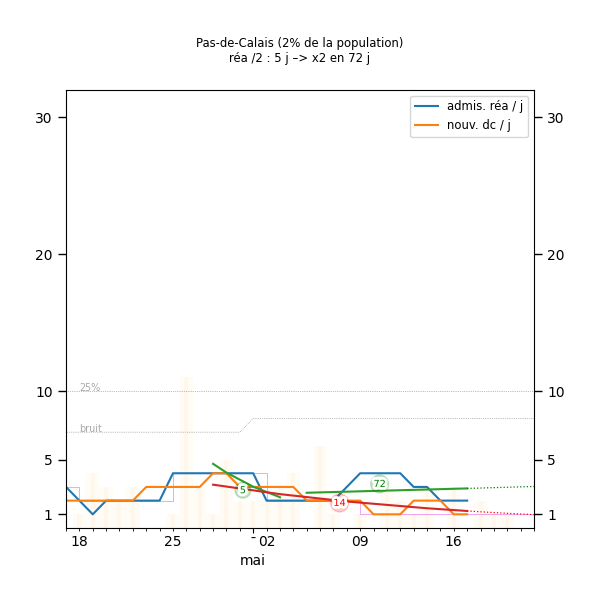 Pas-de-Calais (2% de la population)
réa /2 : 5 j –> x2 en 72 j
admis. réa / j
nouv. dc / j
30 30
20 20
25%
10 10
bruit
5 5
5 72
14
1 1
18 25 02 09 16
mai